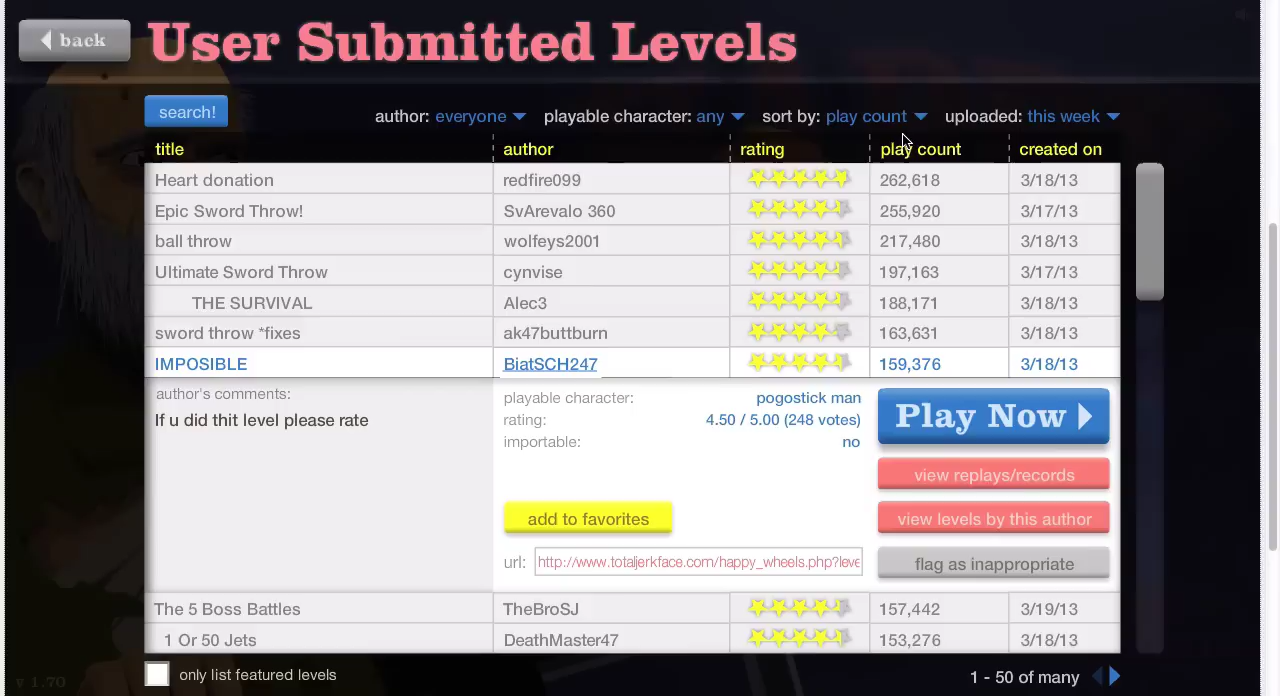 back
User Submitted Levels
search!
author: everyone playable character: any sort by: play count uploaded: this week
title author rating play count created on
Heart donation redfire099 262,618 3/18/13
Epic Sword Throw! SvArevalo 360 255,920 3/17/13
ball throw wolfeys2001 217,480 3/18/13
Ultimate Sword Throw cynvise 197,163 3/17/13
THE SURVIVAL Alec3 188,171 3/18/13
sword throw *fixes ak47buttburn 163,631 3/18/13
IMPOSIBLE BiatSCH247 159,376 3/18/13
author's comments:
If u did thit level please rate
playable character: pogostick man
rating: 4.50 / 5.00 (248 votes)
importable: no
add to favorites
url: http://www.totaljerkface.com/happy_wheels.php?leve
Play Now
view replays/records
view levels by this author
flag as inappropriate
The 5 Boss Battles TheBroSJ 157,442 3/19/13
1 Or 50 Jets DeathMaster47 153,276 3/18/13
only list featured levels
1 - 50 of many
v 1.70